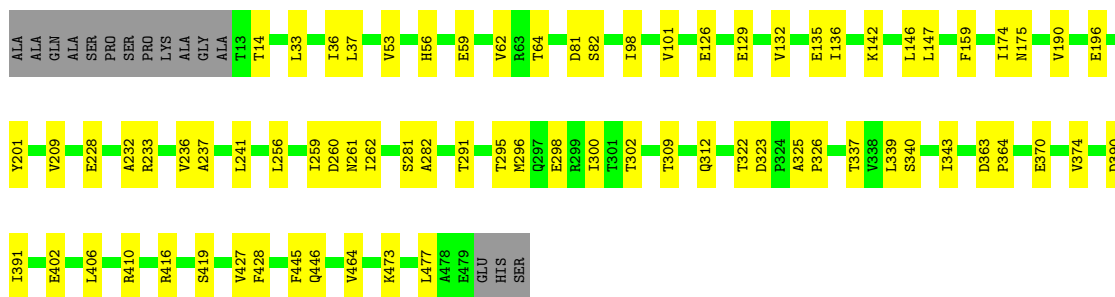 ALA ALA GLN ALA SER PRO SER PRO LYS ALA GLY ALA T13 T14 L33 I36 L37 V53 H56 E59 V62 R63 T64 D81 S82 I98 V101 E126 E129 V132 E135 I136 K142 L146 L147 F159 I174 N175 V190 E196
Y201 V209 E228 A232 R233 V236 A237 L241 L256 I259 D260 N261 I262 S281 A282 T291 T295 M296 Q297 E298 R299 I300 T301 T302 T309 Q312 T322 D323 P324 A325 P326 T337 V338 L339 S340 I343 D363 P364 E370 V374
I391 E402 L406 R410 R416 S419 V427 F428 F445 Q446 V464 K473 L477 A478 E479 GLU HIS SER